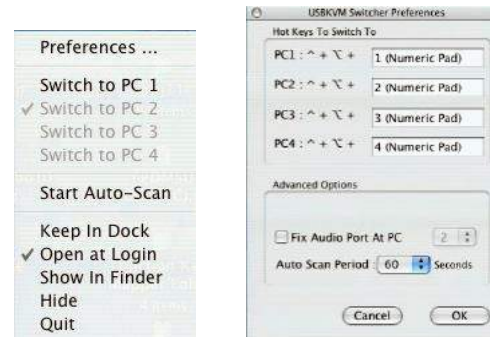 Preferences ...
Switch to PC 1
✓ Switch to PC 2
Switch to PC 3
Switch to PC 4
Start Auto-Scan
Keep In Dock
✓ Open at Login
Show In Finder
Hide
Quit
USBKVM Switcher Preferences
Hot Keys To Switch To
PC1 : ^ + ⌥ + 1 (Numeric Pad)
PC2 : ^ + ⌥ + 2 (Numeric Pad)
PC3 : ^ + ⌥ + 3 (Numeric Pad)
PC4 : ^ + ⌥ + 4 (Numeric Pad)
Advanced Options
Fix Audio Port At PC 2
Auto Scan Period : 60 Seconds
Cancel OK